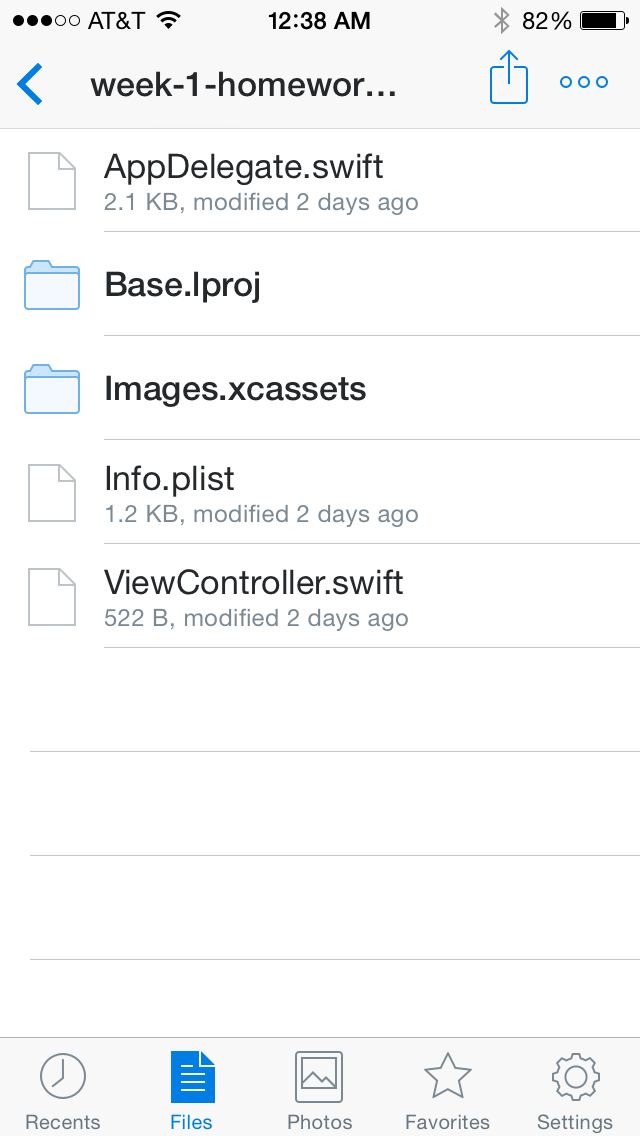 AT&T 12:38 AM 82%
week-1-homewor...
AppDelegate.swift
2.1 KB, modified 2 days ago
Base.lproj
Images.xcassets
Info.plist
1.2 KB, modified 2 days ago
ViewController.swift
522 B, modified 2 days ago
Recents Files Photos Favorites Settings